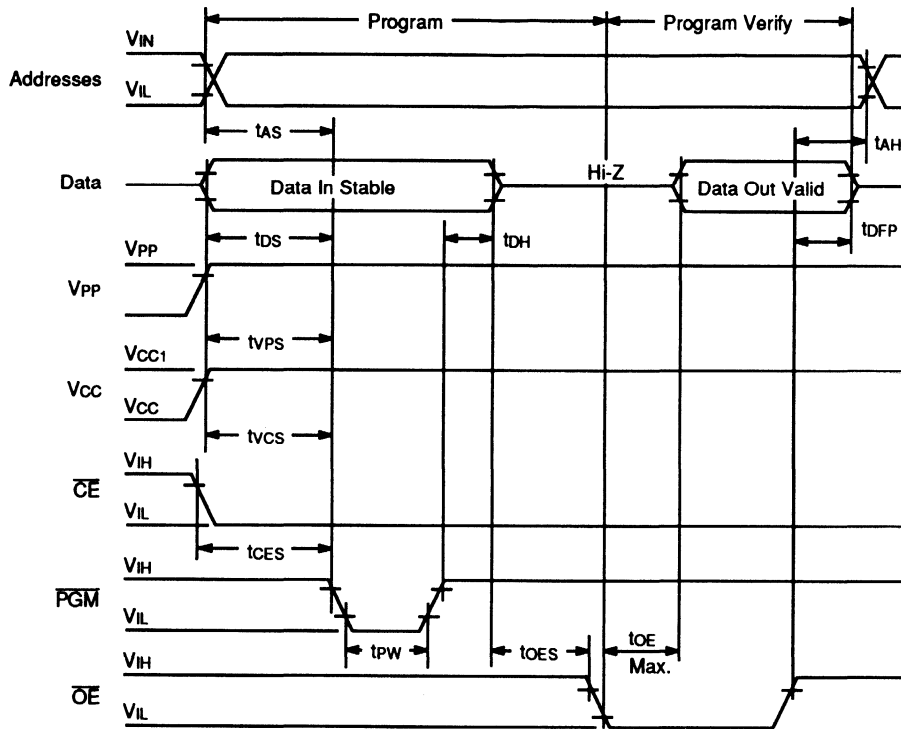 Program Program Verify
VIN
Addresses
VIL
tAS
tAH
Data
Data In Stable
Hi-Z
Data Out Valid
tDS
tDH
tDFP
VPP
VPP
tVPS
VCC1
VCC
VCC
tVCS
VIH
CE
VIL
tCES
VIH
PGM
VIL
tPW
tOES
tOE
Max.
VIH
OE
VIL